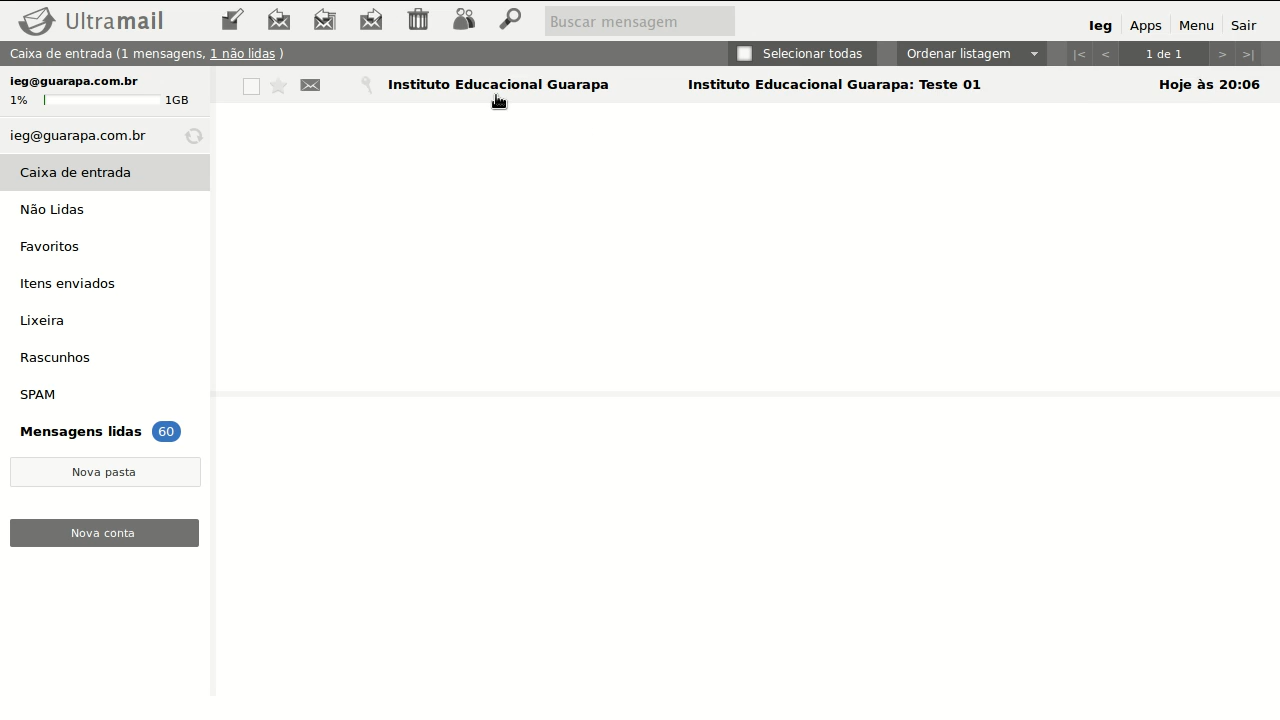 Ultramail
Buscar mensagem
Ieg Apps Menu Sair
Caixa de entrada (1 mensagens, 1 não lidas )
Selecionar todas
Ordenar listagem
|< < 1 de 1 > >|
ieg@guarapa.com.br
1% 1GB
Instituto Educacional Guarapa Instituto Educacional Guarapa: Teste 01 Hoje às 20:06
ieg@guarapa.com.br
Caixa de entrada
Não Lidas
Favoritos
Itens enviados
Lixeira
Rascunhos
SPAM
Mensagens lidas 60
Nova pasta
Nova conta